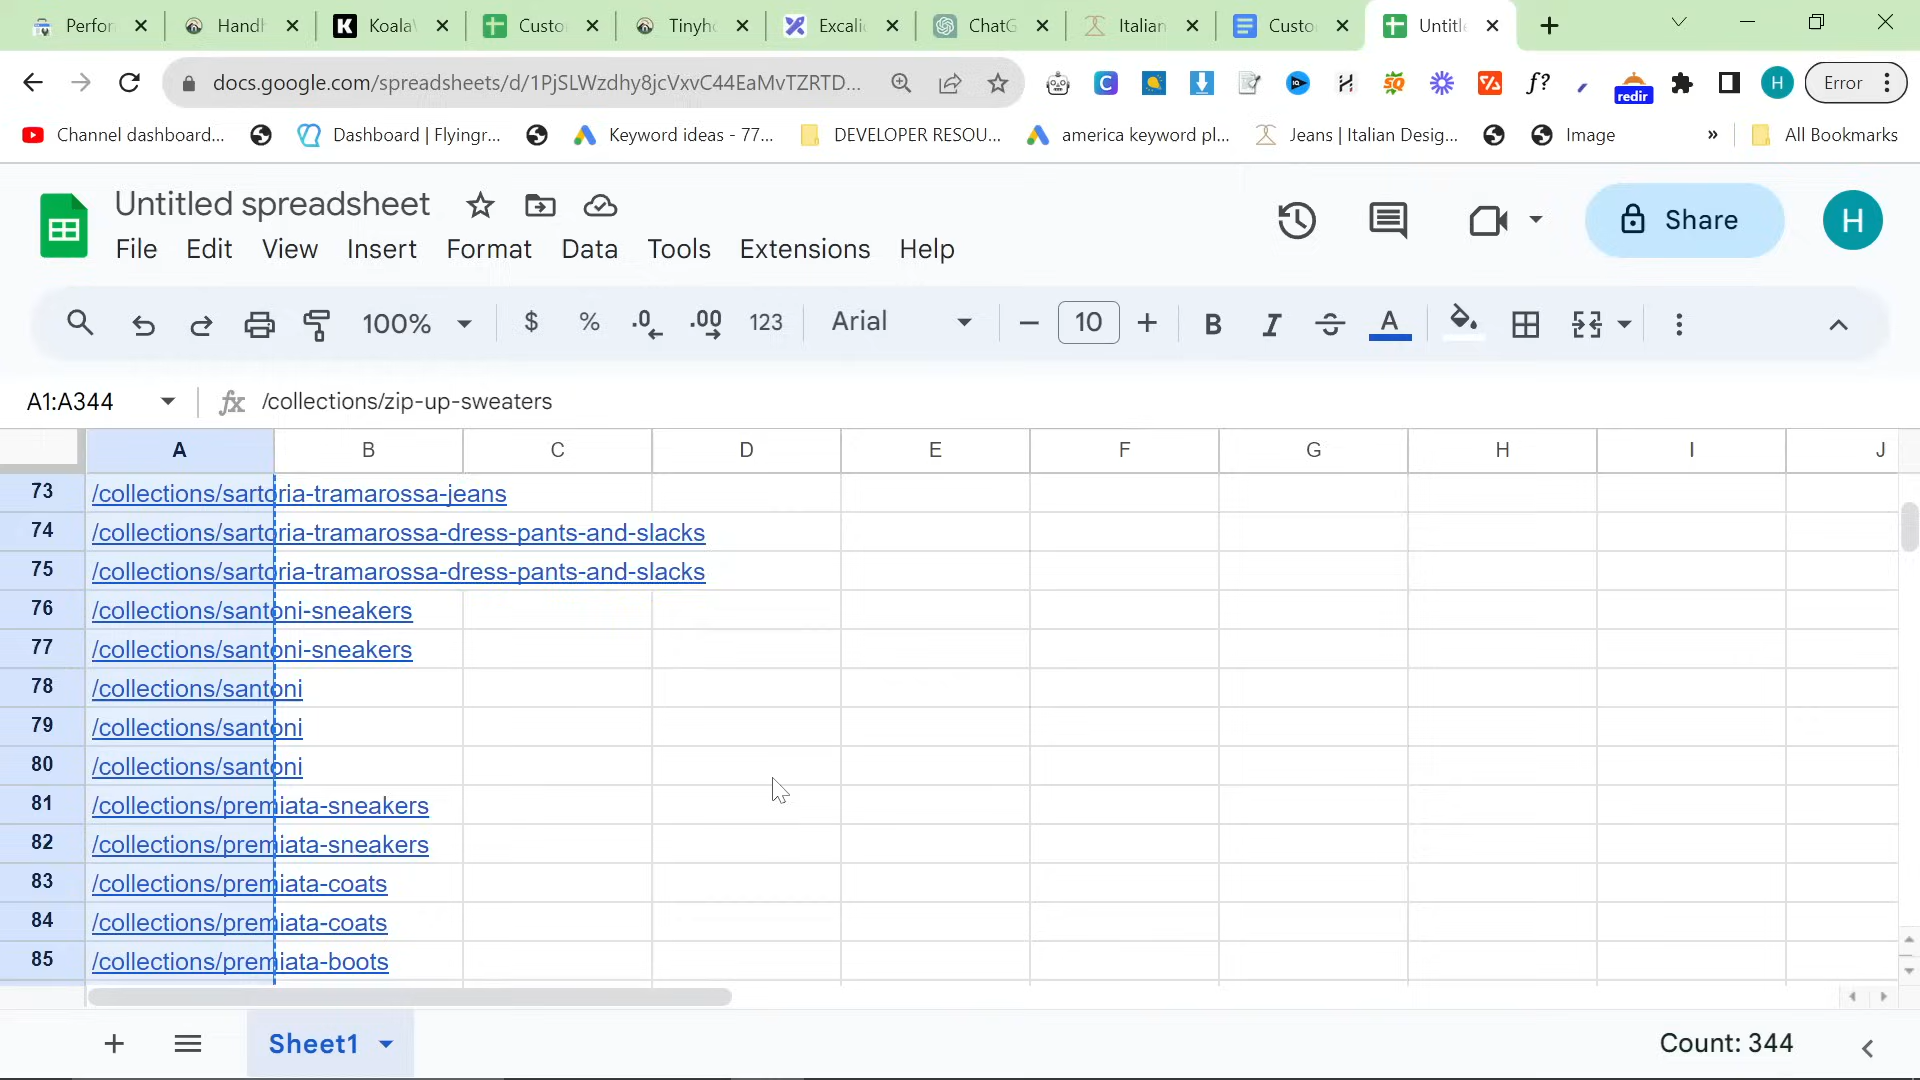 Perfor
Handh
Koala
Custo
Tinyho
Excalid
ChatG
Italian
Custo
Untitle
docs.google.com/spreadsheets/d/1PjSLWzdhy8jcVxvC44EaMvTZRTD...
redir
H
Error
Channel dashboard...
Dashboard | Flyingr...
Keyword ideas - 77...
DEVELOPER RESOU...
america keyword pl...
Jeans | Italian Desig...
Image
»
All Bookmarks
Untitled spreadsheet
File Edit View Insert Format Data Tools Extensions Help
Share
H
100%
$ % .0 .00 123
Arial
10
B I A
A1:A344
fx /collections/zip-up-sweaters
A B C D E F G H I J
73 /collections/sartoria-tramarossa-jeans
74 /collections/sartoria-tramarossa-dress-pants-and-slacks
75 /collections/sartoria-tramarossa-dress-pants-and-slacks
76 /collections/santoni-sneakers
77 /collections/santoni-sneakers
78 /collections/santoni
79 /collections/santoni
80 /collections/santoni
81 /collections/premiata-sneakers
82 /collections/premiata-sneakers
83 /collections/premiata-coats
84 /collections/premiata-coats
85 /collections/premiata-boots
Sheet1
Count: 344